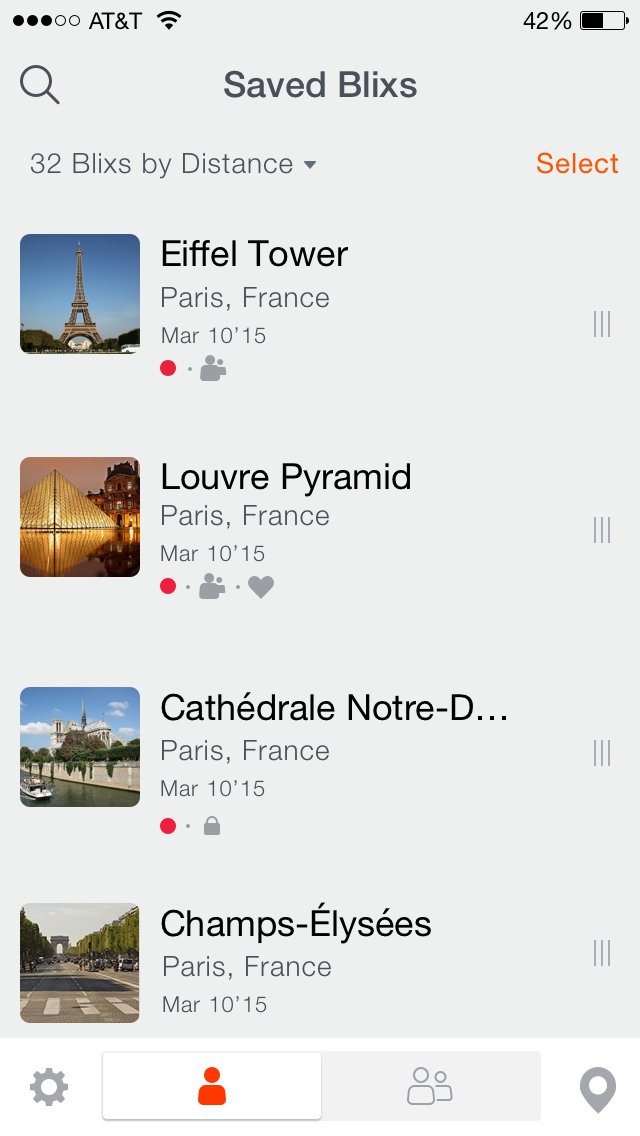 AT&T 42%
Saved Blixs
32 Blixs by Distance Select
Eiffel Tower
Paris, France
Mar 10’15
Louvre Pyramid
Paris, France
Mar 10’15
Cathédrale Notre-D...
Paris, France
Mar 10’15
Champs-Élysées
Paris, France
Mar 10’15